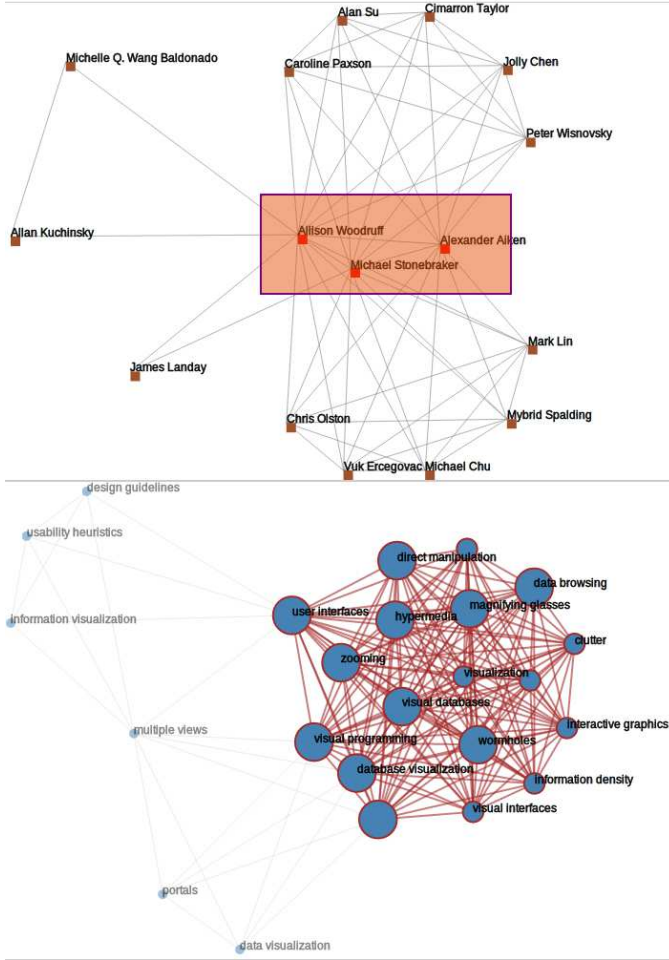 Alan Su
Cimarron Taylor
Michelle Q. Wang Baldonado
Caroline Paxson
Jolly Chen
Peter Wisnovsky
Allan Kuchinsky
Allison Woodruff
Alexander Aiken
Michael Stonebraker
Mark Lin
James Landay
Chris Olston
Mybrid Spalding
Vuk Ercegovac
Michael Chu
design guidelines
usability heuristics
direct manipulation
data browsing
information visualization
user interfaces
hypermedia
magnifying glasses
clutter
zooming
visualization
visual databases
multiple views
visual programming
wormholes
interactive graphics
database visualization
information density
visual interfaces
portals
data visualization